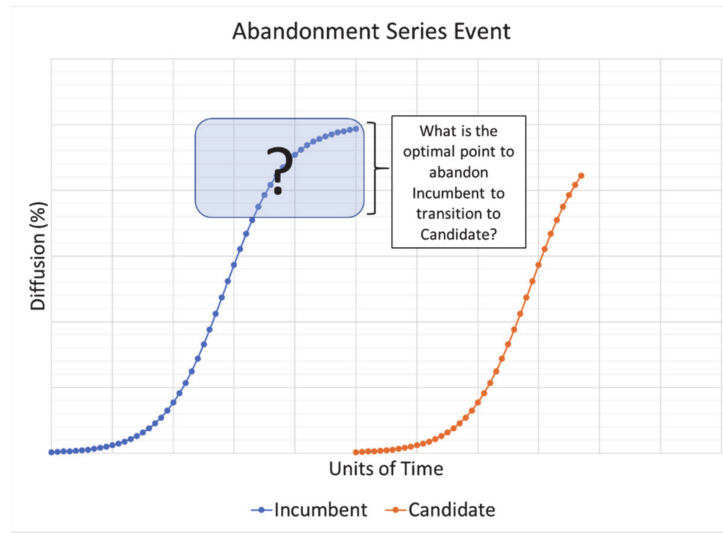 Abandonment Series Event
?
What is the
optimal point to
abandon
Incumbent to
transition to
Candidate?
Diffusion (%)
Units of Time
Incumbent Candidate